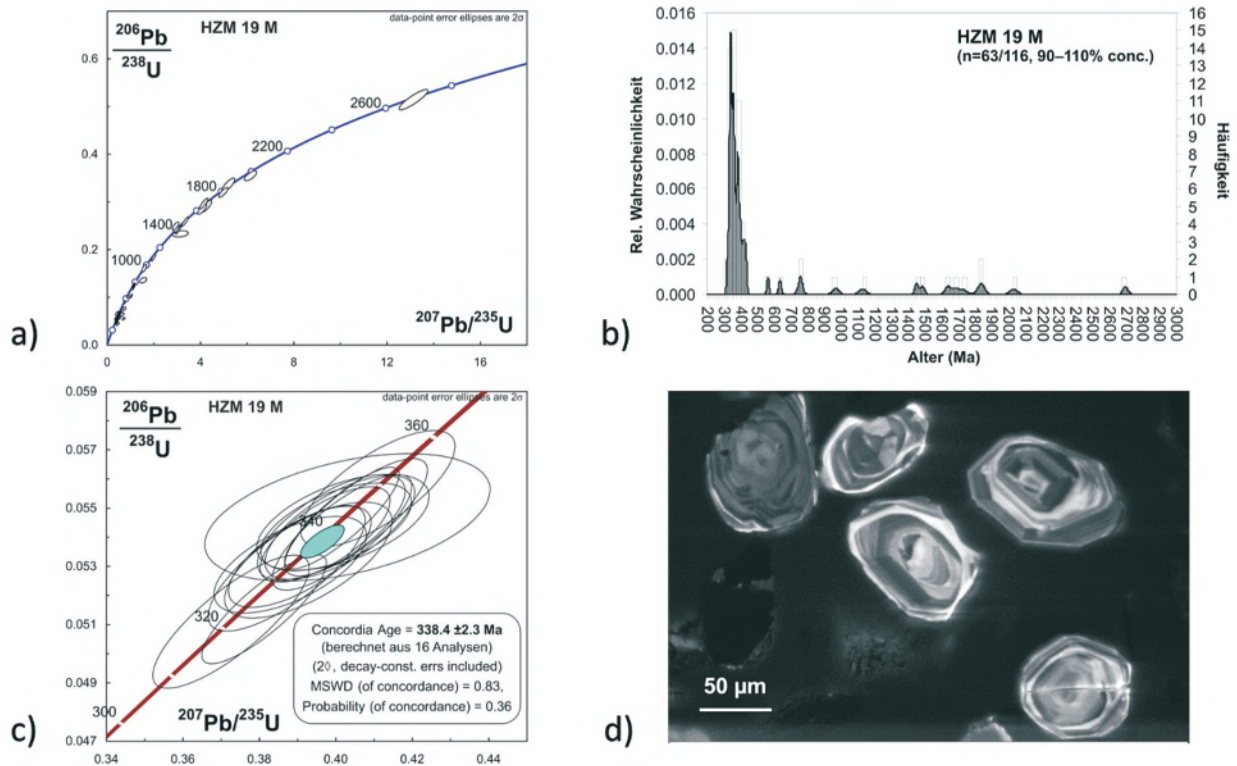 data-point error ellipses are 2σ
206Pb
HZM 19 M
238U
0.6
0.4
0.2
0.0
2600
2200
1800
1400
1000
207Pb/235U
0 4 8 12 16
a)
0.016
0.014
0.012
0.010
0.008
0.006
0.004
0.002
0.000
Rel. Wahrscheinlichkeit
HZM 19 M
(n=63/116, 90–110% conc.)
16
15
14
13
12
11
10
9
8
7
6
5
4
3
2
1
0
Häufigkeit
200 300 400 500 600 700 800 900 1000 1100 1200 1300 1400 1500 1600 1700 1800 1900 2000 2100 2200 2300 2400 2500 2600 2700 2800 2900 3000
Alter (Ma)
b)
data-point error ellipses are 2σ
206Pb
HZM 19 M
238U
0.059
0.057
0.055
0.053
0.051
0.049
0.047
360
340
320
300
Concordia Age = 338.4 ±2.3 Ma
(berechnet aus 16 Analysen)
(2◊, decay-const. errs included)
MSWD (of concordance) = 0.83,
Probability (of concordance) = 0.36
207Pb/235U
0.34 0.36 0.38 0.40 0.42 0.44
c)
50 µm
d)